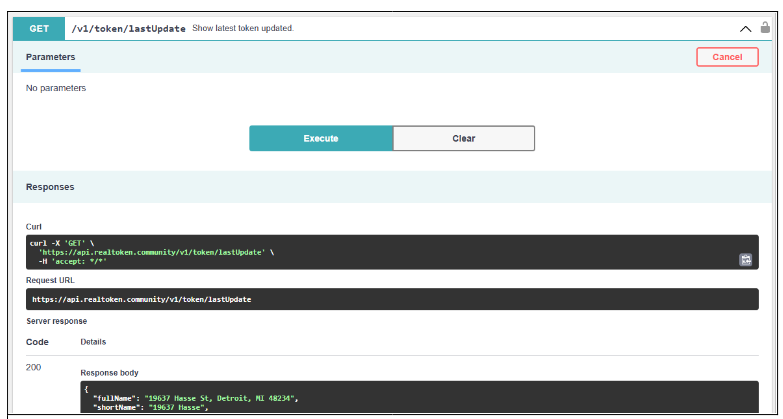 GET /v1/token/lastUpdate Show latest token updated.
Parameters Cancel
No parameters
Execute Clear
Responses
Curl
curl -X 'GET' \
'https://api.realtoken.community/v1/token/lastUpdate' \
-H 'accept: */*'
Request URL
https://api.realtoken.community/v1/token/lastUpdate
Server response
Code Details
200
Response body
{
"fullName": "19637 Hasse St, Detroit, MI 48234",
"shortName": "19637 Hasse",